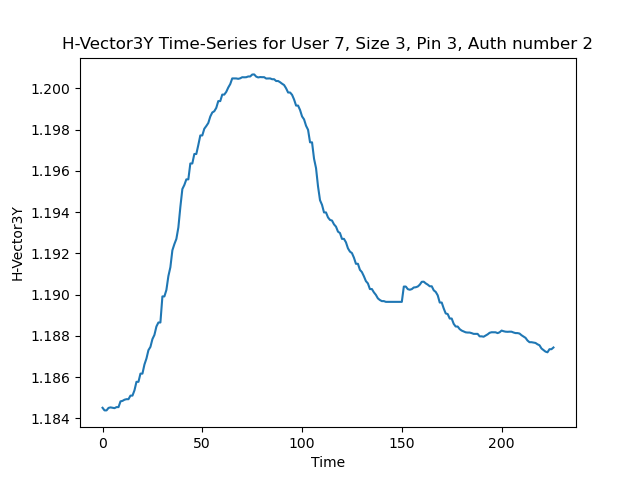 H-Vector3Y Time-Series for User 7, Size 3, Pin 3, Auth number 2
1.200
1.198
1.196
1.194
1.192
1.190
1.188
1.186
1.184
H-Vector3Y
0 50 100 150 200
Time